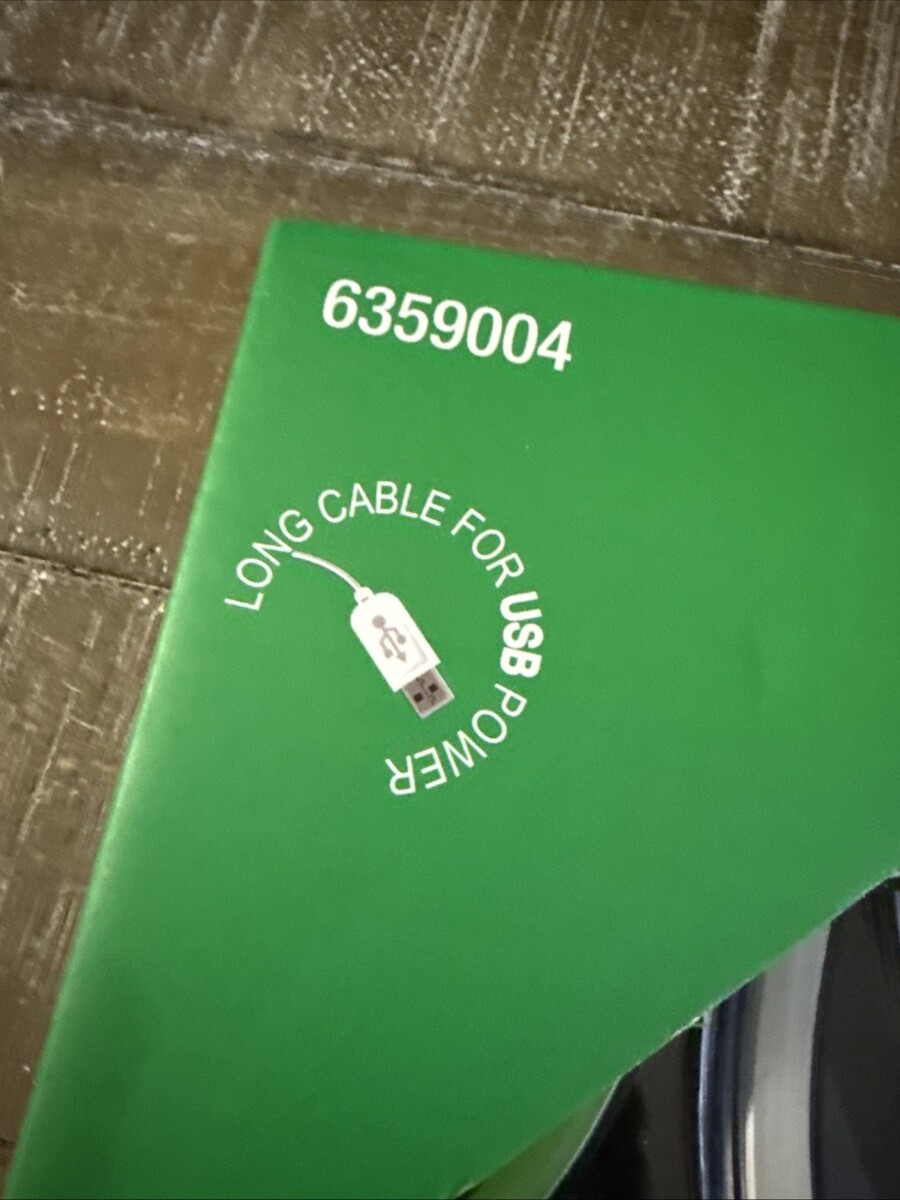 6359004
LONG CABLE FOR USB POWER